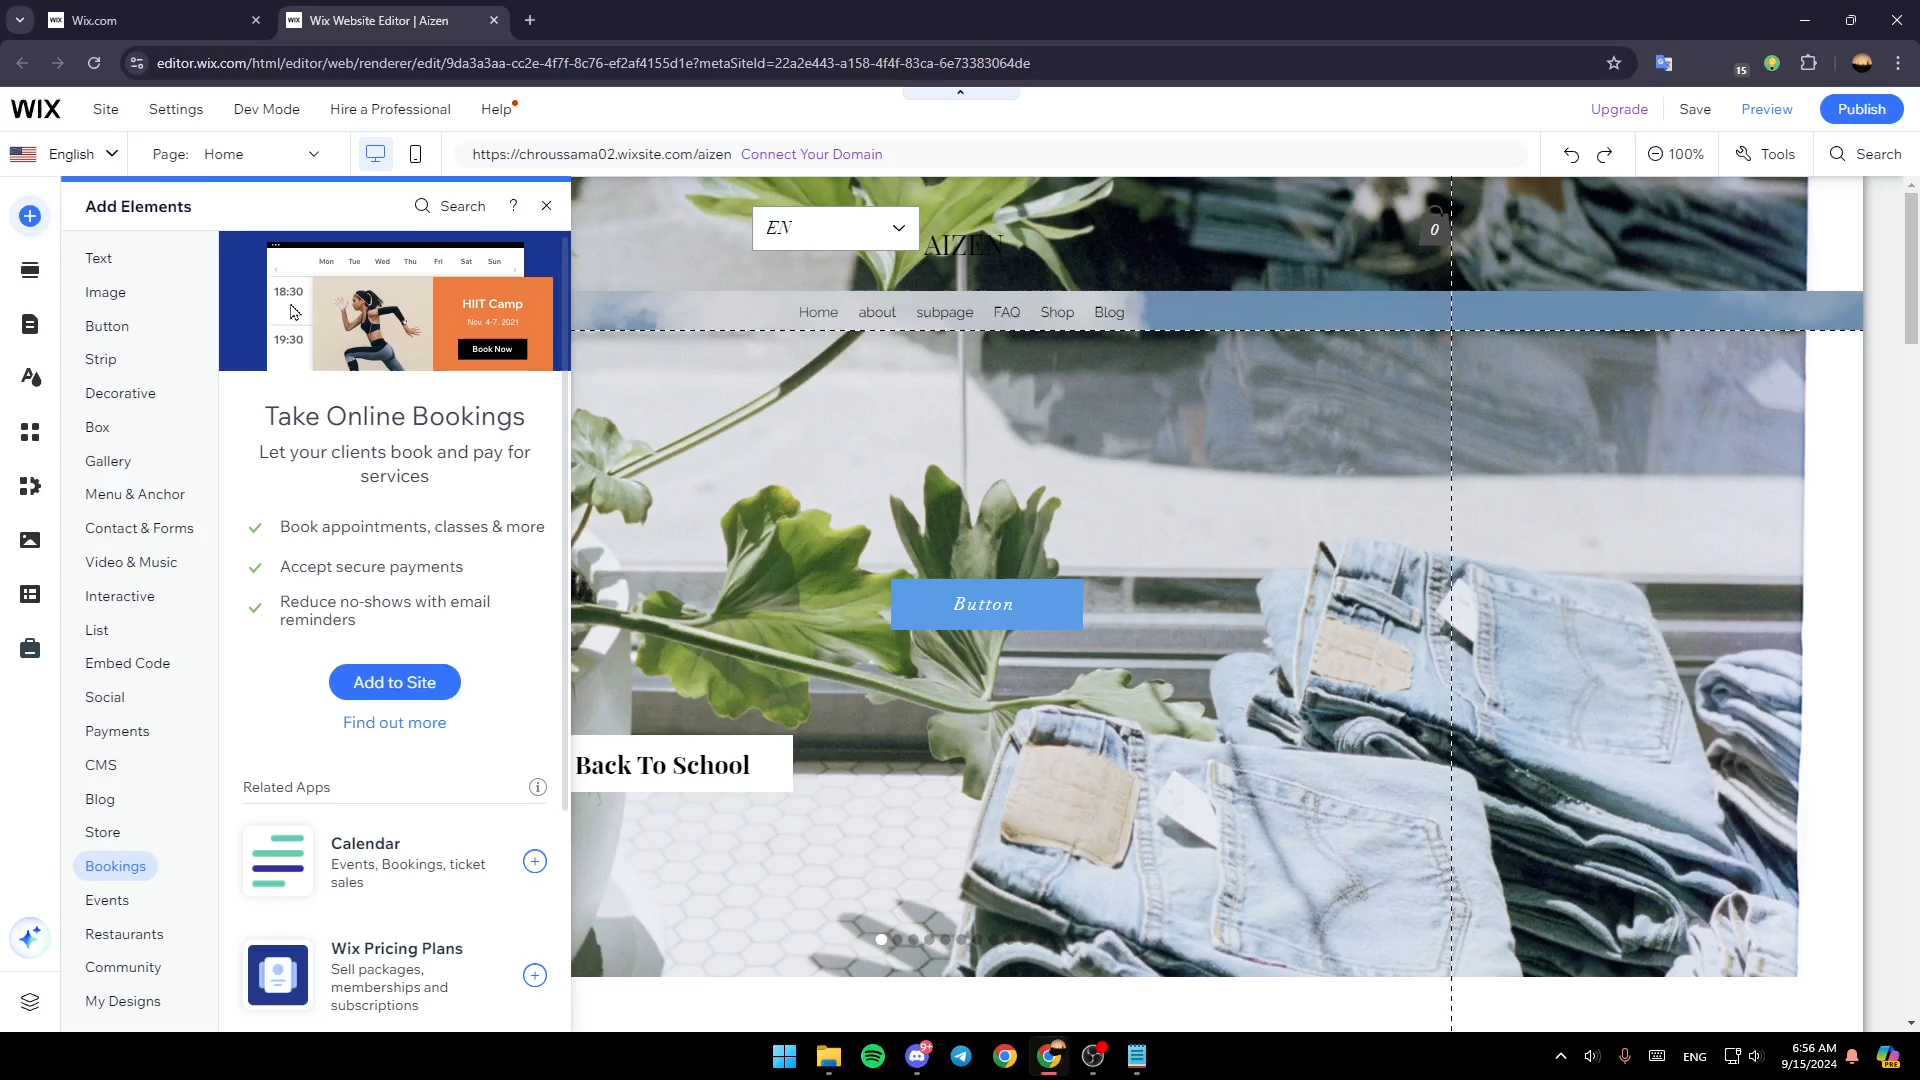 Wix.com
Wix Website Editor | Aizen
editor.wix.com/html/editor/web/renderer/edit/9da3a3aa-cc2e-4f7f-8c76-ef2af4155d1e?metaSiteId=22a2e443-a158-4f4f-83ca-6e73383064de
15
WIX Site Settings Dev Mode Hire a Professional Help Upgrade Save Preview Publish
English Page: Home https://chroussama02.wixsite.com/aizen Connect Your Domain 100% Tools Search
Add Elements Search ?
Text
Image
Button
Strip
Decorative
Box
Gallery
Menu & Anchor
Contact & Forms
Video & Music
Interactive
List
Embed Code
Social
Payments
CMS
Blog
Store
Bookings
Events
Restaurants
Community
My Designs
Mon Tue Wed Thu Fri Sat Sun
18:30
19:30
HIIT Camp
Nov. 4-7. 2021
Book Now
Take Online Bookings
Let your clients book and pay for
services
Book appointments, classes & more
Accept secure payments
Reduce no-shows with email
reminders
Add to Site
Find out more
Related Apps
Calendar
Events, Bookings, ticket
sales
Wix Pricing Plans
Sell packages,
memberships and
subscriptions
EN
AIZEN
0
Home about subpage FAQ Shop Blog
Button
Back To School
9+
ENG
6:56 AM
9/15/2024
PRE